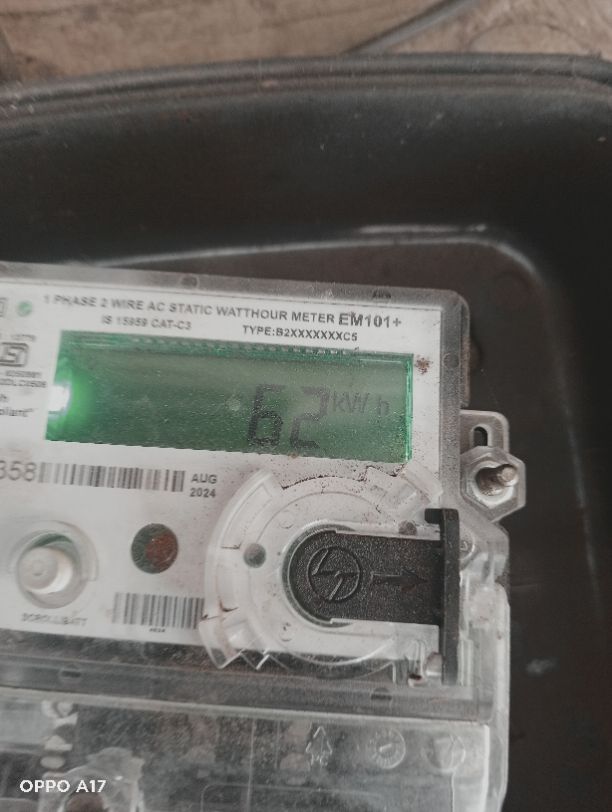 1 PHASE 2 WIRE AC STATIC WATTHOUR METER EM101+
IS 15959 CAT-C3
TYPE:B2XXXXXXXC5
62 kWh
358
AUG
2024
SCROLL/BATT
OPPO A17